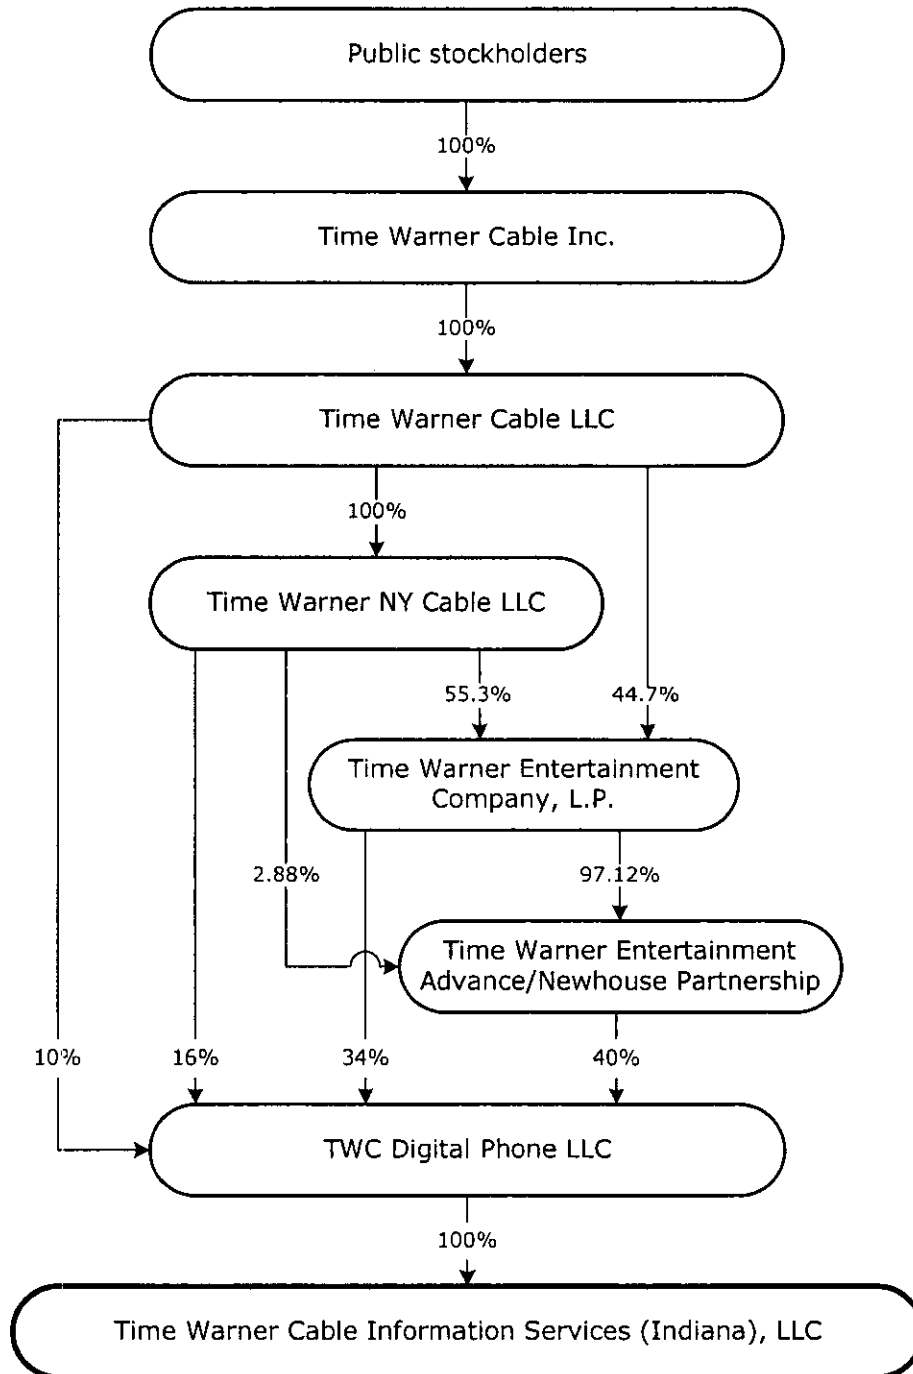 Public stockholders
100%
Time Warner Cable Inc.
100%
Time Warner Cable LLC
100%
Time Warner NY Cable LLC
55.3%
44.7%
Time Warner Entertainment
Company, L.P.
2.88%
97.12%
Time Warner Entertainment
Advance/Newhouse Partnership
10%
16%
34%
40%
TWC Digital Phone LLC
100%
Time Warner Cable Information Services (Indiana), LLC